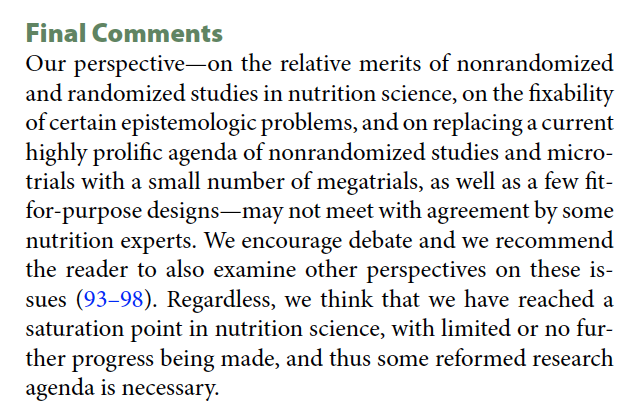 Final Comments
Our perspective—on the relative merits of nonrandomized
and randomized studies in nutrition science, on the fixability
of certain epistemologic problems, and on replacing a current
highly prolific agenda of nonrandomized studies and micro-
trials with a small number of megatrials, as well as a few fit-
for-purpose designs—may not meet with agreement by some
nutrition experts. We encourage debate and we recommend
the reader to also examine other perspectives on these is-
sues (93–98). Regardless, we think that we have reached a
saturation point in nutrition science, with limited or no fur-
ther progress being made, and thus some reformed research
agenda is necessary.